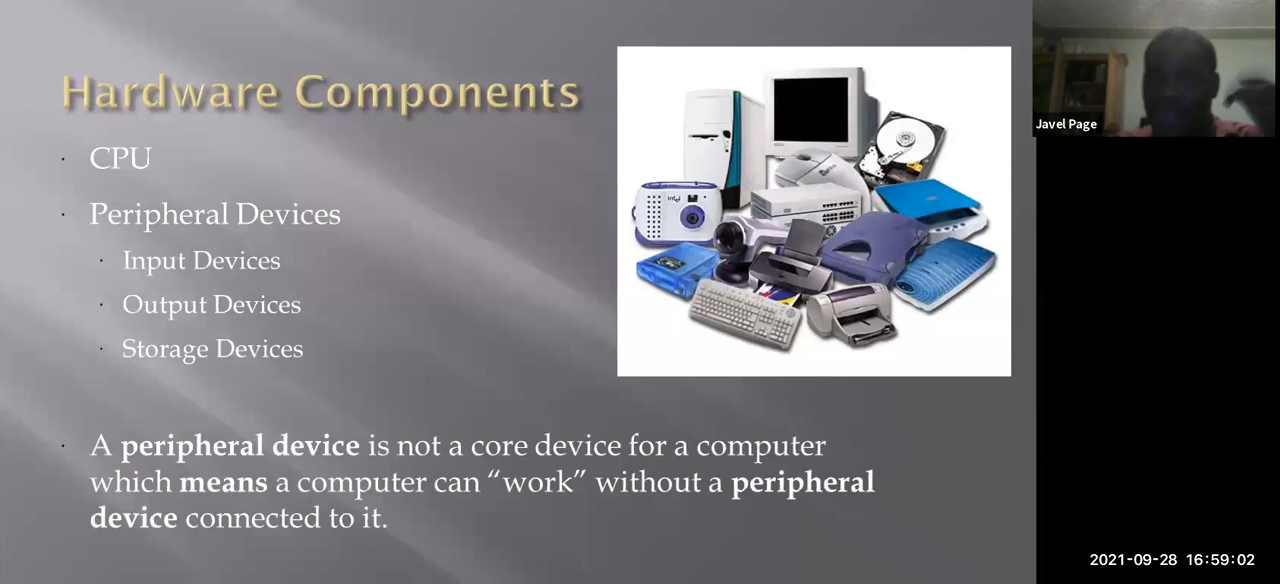 Hardware Components
CPU
Peripheral Devices
Input Devices
Output Devices
Storage Devices
A peripheral device is not a core device for a computer
which means a computer can “work” without a peripheral
device connected to it.
intel
Javel Page
2021-09-28 16:59:02